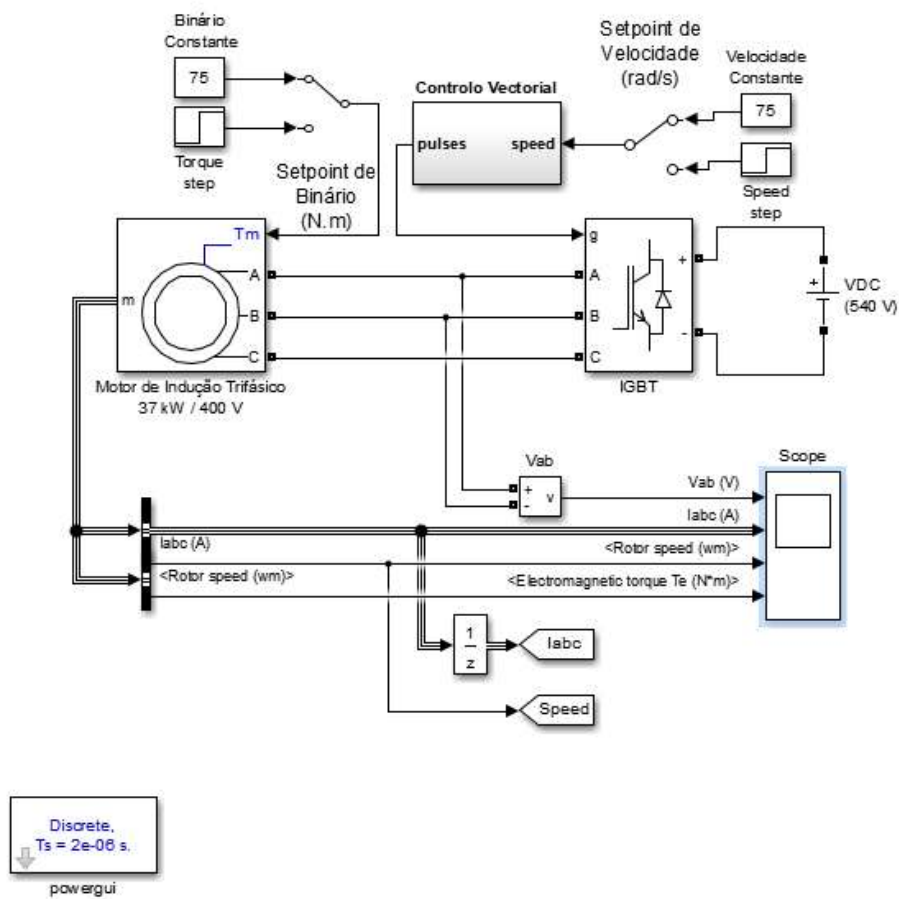 Binário
Constante
75
Torque
step
Setpoint de
Binário
(N.m)
Setpoint de
Velocidade
(rad/s)
Velocidade
Constante
75
Speed
step
Controlo Vectorial
pulses speed
Tm
m
A
B
C
Motor de Indução Trifásico
37 kW / 400 V
g
A
B
C
+
-
IGBT
+
VDC
(540 V)
Vab
+
-
v
Scope
Vab (V)
Iabc (A)
<Rotor speed (wm)>
<Electromagnetic torque Te (N*m)>
Iabc (A)
<Rotor speed (wm)>
1
z
Iabc
Speed
Discrete,
Ts = 2e-06 s.
powergui